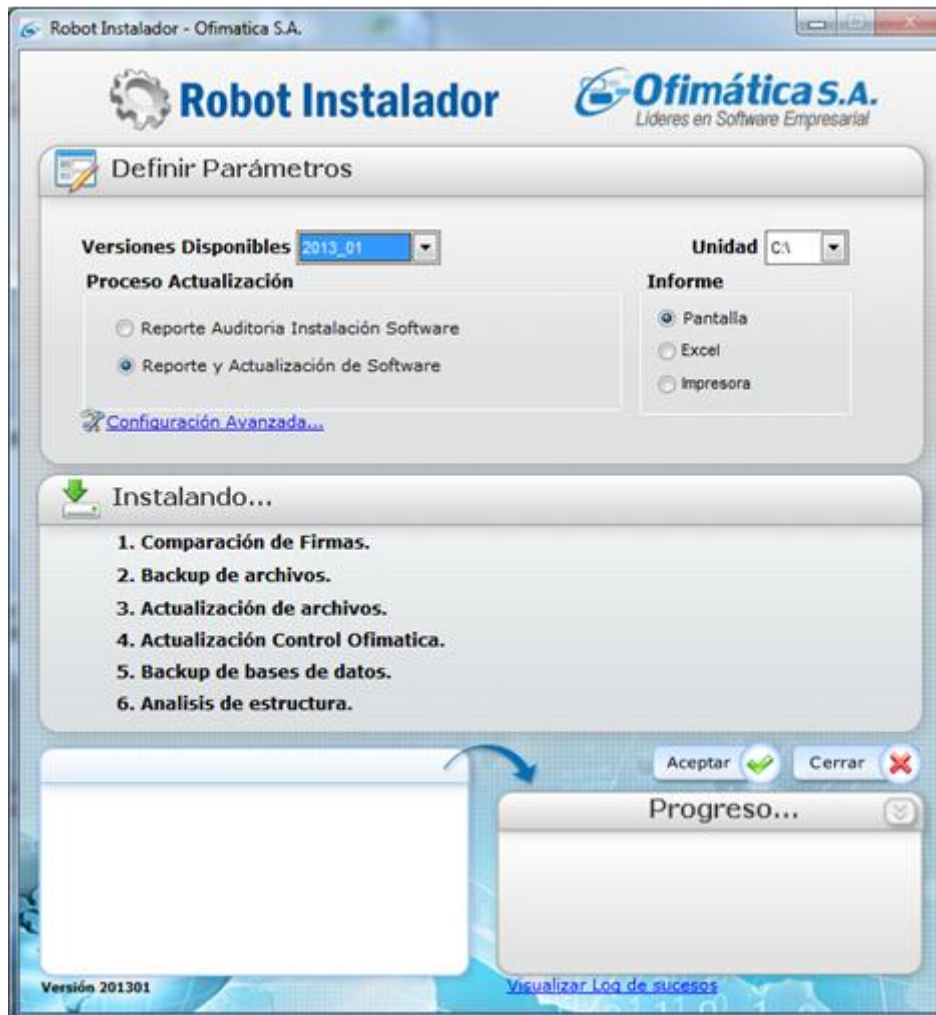 Robot Instalador - Ofimatica S.A.
Robot Instalador
Ofimática S.A.
Lideres en Software Empresarial
Definir Parámetros
Versiones Disponibles 2013_01 Unidad C:\
Proceso Actualización Informe
Reporte Auditoria Instalación Software
Reporte y Actualización de Software
Pantalla
Excel
Impresora
Configuración Avanzada...
Instalando...
1. Comparación de Firmas.
2. Backup de archivos.
3. Actualización de archivos.
4. Actualización Control Ofimatica.
5. Backup de bases de datos.
6. Analisis de estructura.
Aceptar Cerrar
Progreso...
Versión 201301 Visualizar Log de sucesos